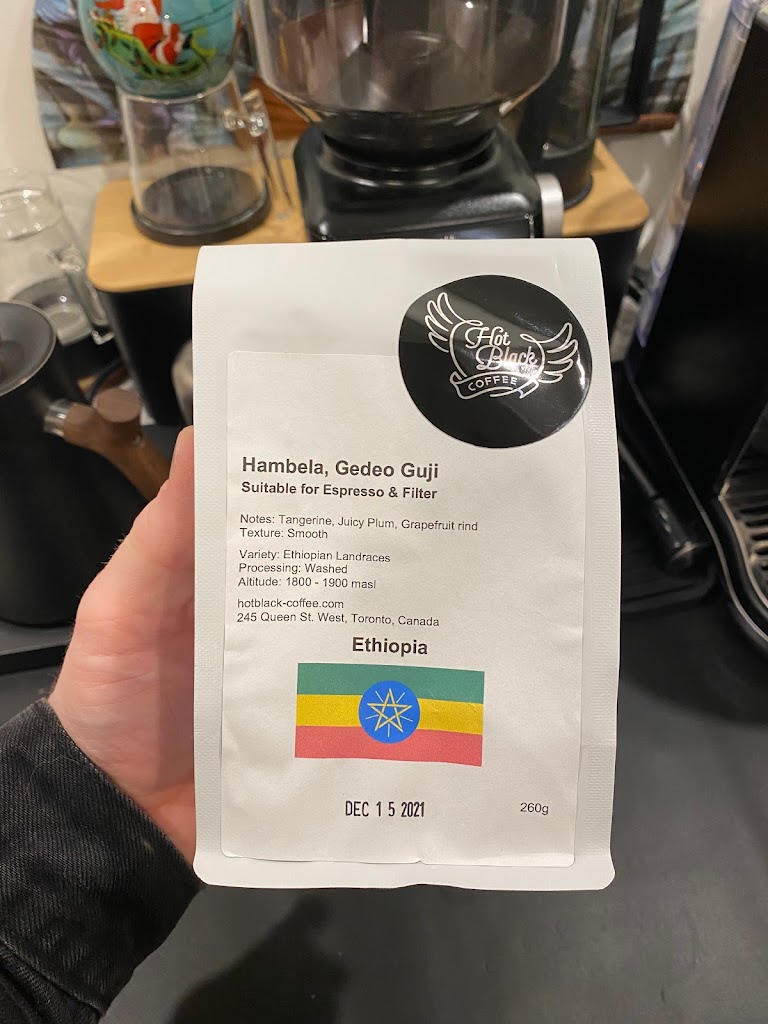 Hot
Black
COFFEE
Hambela, Gedeo Guji
Suitable for Espresso & Filter
Notes: Tangerine, Juicy Plum, Grapefruit rind
Texture: Smooth
Variety: Ethiopian Landraces
Processing: Washed
Altitude: 1800 - 1900 masl
hotblack-coffee.com
245 Queen St. West, Toronto, Canada
Ethiopia
DEC 15 2021
260g